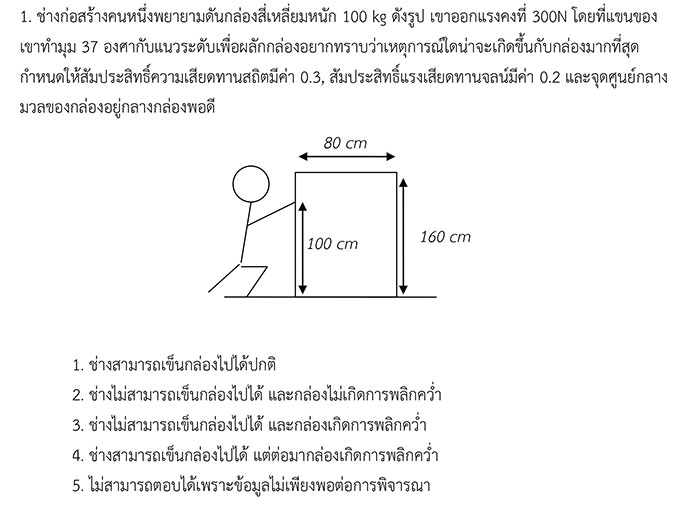 1. ช่างก่อสร้างคนหนึ่งพยายามดันกล่องสี่เหลี่ยมหนัก 100 kg ดังรูป เขาออกแรงคงที่ 300N โดยที่แขนของ
เขาทำมุม 37 องศากับแนวระดับเพื่อผลักกล่องอยากทราบว่าเหตุการณ์ใดน่าจะเกิดขึ้นกับกล่องมากที่สุด
กำหนดให้สัมประสิทธิ์ความเสียดทานสถิตมีค่า 0.3, สัมประสิทธิ์แรงเสียดทานจลน์มีค่า 0.2 และจุดศูนย์กลาง
มวลของกล่องอยู่กลางกล่องพอดี
80 cm
100 cm
160 cm
1. ช่างสามารถเข็นกล่องไปได้ปกติ
2. ช่างไม่สามารถเข็นกล่องไปได้ และกล่องไม่เกิดการพลิกคว่ำ
3. ช่างไม่สามารถเข็นกล่องไปได้ และกล่องเกิดการพลิกคว่ำ
4. ช่างสามารถเข็นกล่องไปได้ แต่ต่อมากล่องเกิดการพลิกคว่ำ
5. ไม่สามารถตอบได้เพราะข้อมูลไม่เพียงพอต่อการพิจารณา